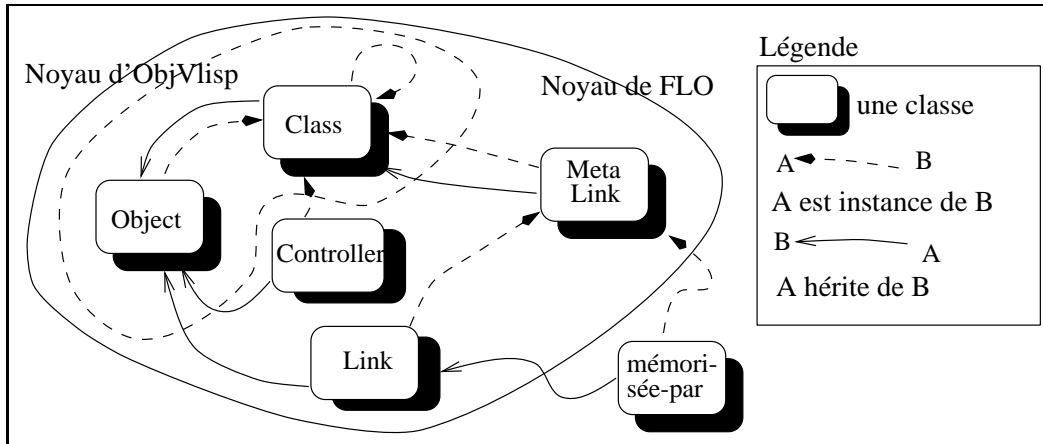 Noyau d'ObjVlisp
Noyau de FLO
Class
Meta
Link
Object
Controller
Link
mémori-
sée-par
Légende
une classe
A
B
A est instance de B
B
A
A hérite de B